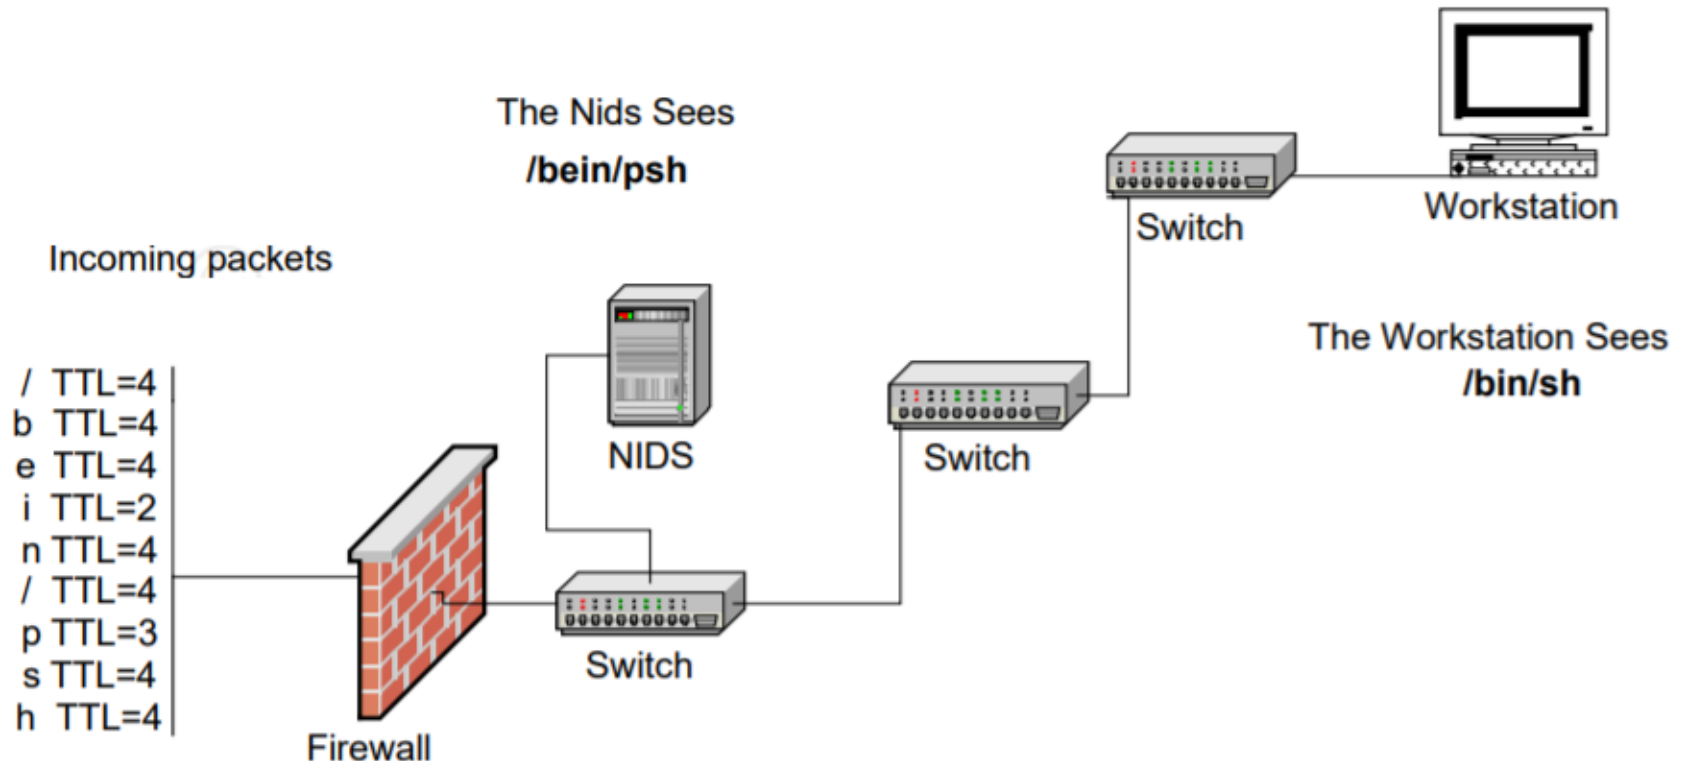 The Nids Sees
/bein/psh
Incoming packets
/ TTL=4
b TTL=4
e TTL=4
i TTL=2
n TTL=4
/ TTL=4
p TTL=3
s TTL=4
h TTL=4
Firewall
NIDS
Switch
Switch
Switch
Workstation
The Workstation Sees
/bin/sh